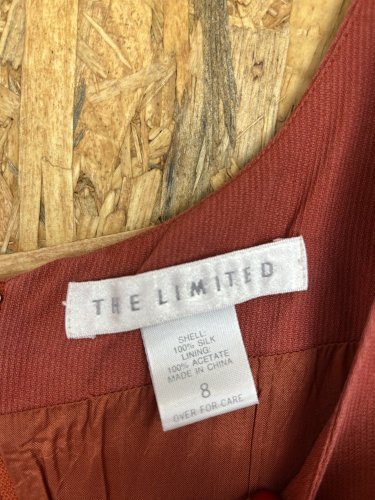 THE LIMITED
SHELL:
100% SILK
LINING:
100% ACETATE
MADE IN CHINA
8
OVER FOR CARE